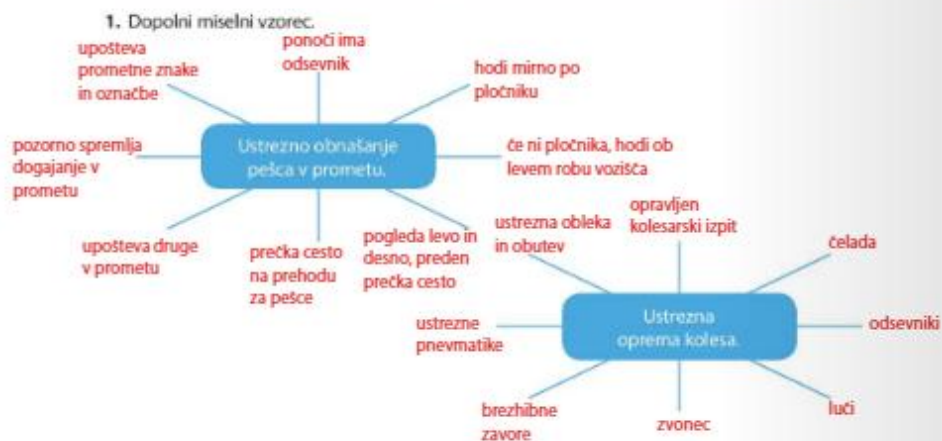 1. Dopolni miselni vzorec.
upošteva
prometne znake
in označbe
ponoči ima
odsevnik
hodi mirno po
pločniku
pozorno spremlja
dogajanje v
prometu
Ustrezno obnašanje
pešca v prometu.
če ni pločnika, hodi ob
levem robu vozišča
upošteva druge
v prometu
prečka cesto
na prehodu
za pešce
pogleda levo in
desno, preden
prečka cesto
ustrezna obleka
in obutev
opravljen
kolesarski izpit
čelada
ustrezne
pnevmatike
Ustrezna
oprema kolesa.
odsevniki
brezhibne
zavore
zvonec
luči